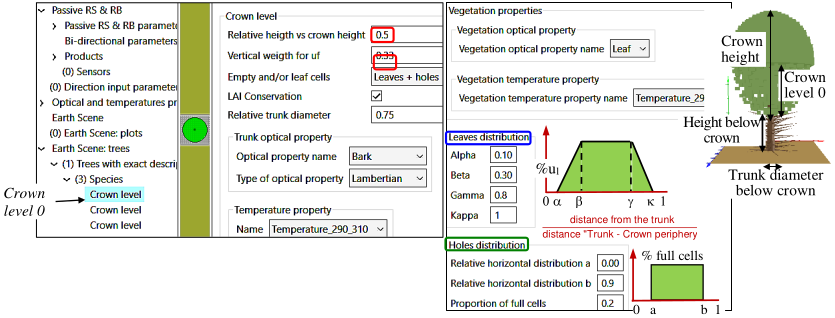 Passive RS & RB
Passive RS & RB parameter
Bi-directional parameters
Products
(0) Sensors
(0) Direction input parameter
Optical and temperatures pr
Earth Scene
(0) Earth Scene: plots
Earth Scene: trees
(1) Trees with exact descrip
(3) Species
Crown level
Crown level
Crown level
Crown
level 0
Crown level
Relative heigth vs crown height 0.5
Vertical weigth for uf 0.33
Empty and/or leaf cells Leaves + holes
LAI Conservation
Relative trunk diameter 0.75
Trunk optical property
Optical property name Bark
Type of optical property Lambertian
Temperature property
Name Temperature_290_310
Vegetation properties
Vegetation optical property
Vegetation optical property name Leaf
Vegetation temperature property
Vegetation temperature property name Temperature_29
Leaves distribution
Alpha 0.10
Beta 0.30
Gamma 0.8
Kappa 1
%ul
0 α β γ κ 1
distance from the trunk
distance "Trunk - Crown periphery
Holes distribution
Relative horizontal distribution a 0.00
Relative horizontal distribution b 0.9
Proportion of full cells 0.2
% full cells
0 a b 1
Crown
height
Crown
level 0
Height below
crown
Trunk diameter
below crown